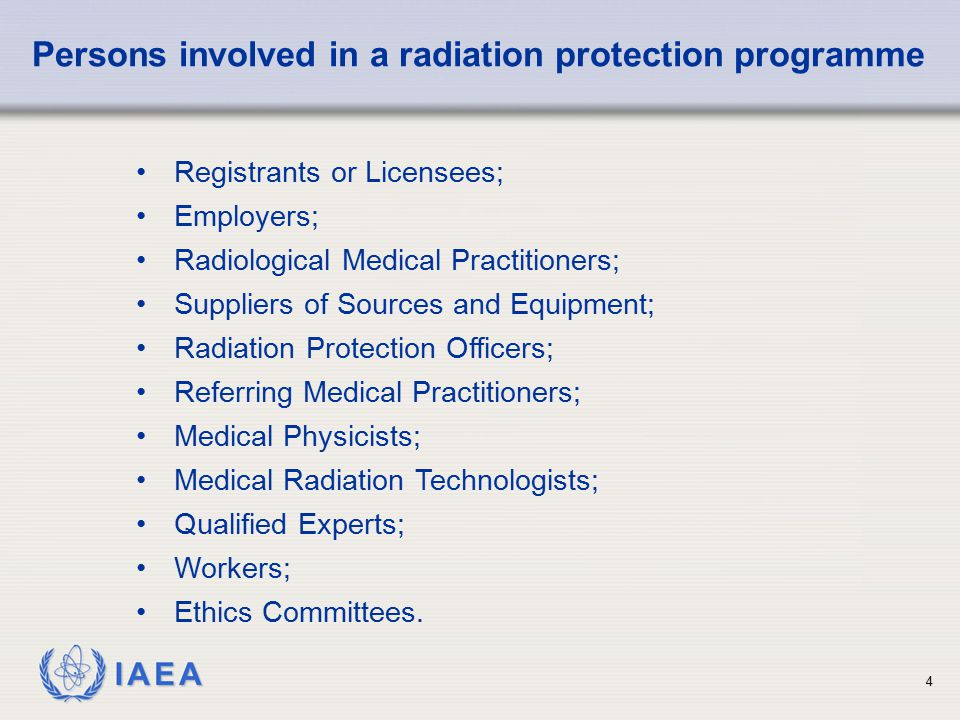 Persons involved in a radiation protection programme
• Registrants or Licensees;
• Employers;
• Radiological Medical Practitioners;
• Suppliers of Sources and Equipment;
• Radiation Protection Officers;
• Referring Medical Practitioners;
• Medical Physicists;
• Medical Radiation Technologists;
• Qualified Experts;
• Workers;
• Ethics Committees.
IAEA
4